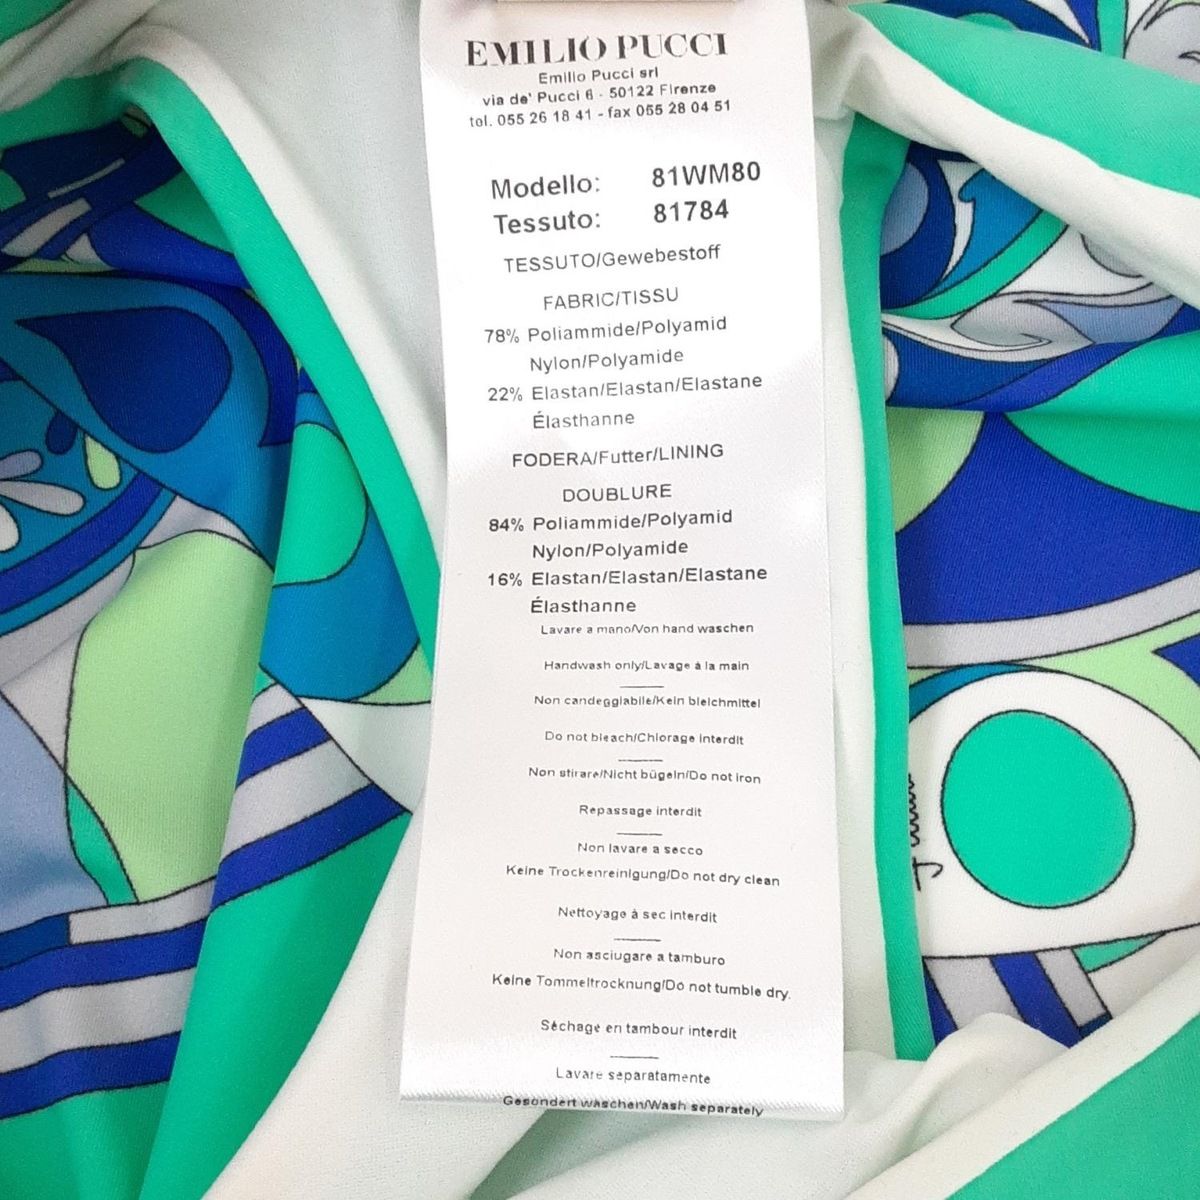 EMILIO PUCCI
Emilio Pucci srl
via de' Pucci 6 - 50122 Firenze
tel. 055 26 18 41 - fax 055 28 04 51
Modello: 81WM80
Tessuto: 81784
TESSUTO/Gewebestoff
FABRIC/TISSU
78% Poliammide/Polyamid
Nylon/Polyamide
22% Elastan/Elastan/Elastane
Élasthanne
FODERA/Futter/LINING
DOUBLURE
84% Poliammide/Polyamid
Nylon/Polyamide
16% Elastan/Elastan/Elastane
Élasthanne
Lavare a mano/Von hand waschen
Handwash only/Lavage à la main
Non candeggiabile/Kein bleichmittel
Do not bleach/Chlorage interdit
Non stirare/Nicht bügeln/Do not iron
Repassage interdit
Non lavare a secco
Keine Trockenreinigung/Do not dry clean
Nettoyage à sec interdit
Non asciugare a tamburo
Keine Tommeltrocknung/Do not tumble dry.
Séchage en tambour interdit
Lavare separatamente
Gesondert waschen/Wash separately